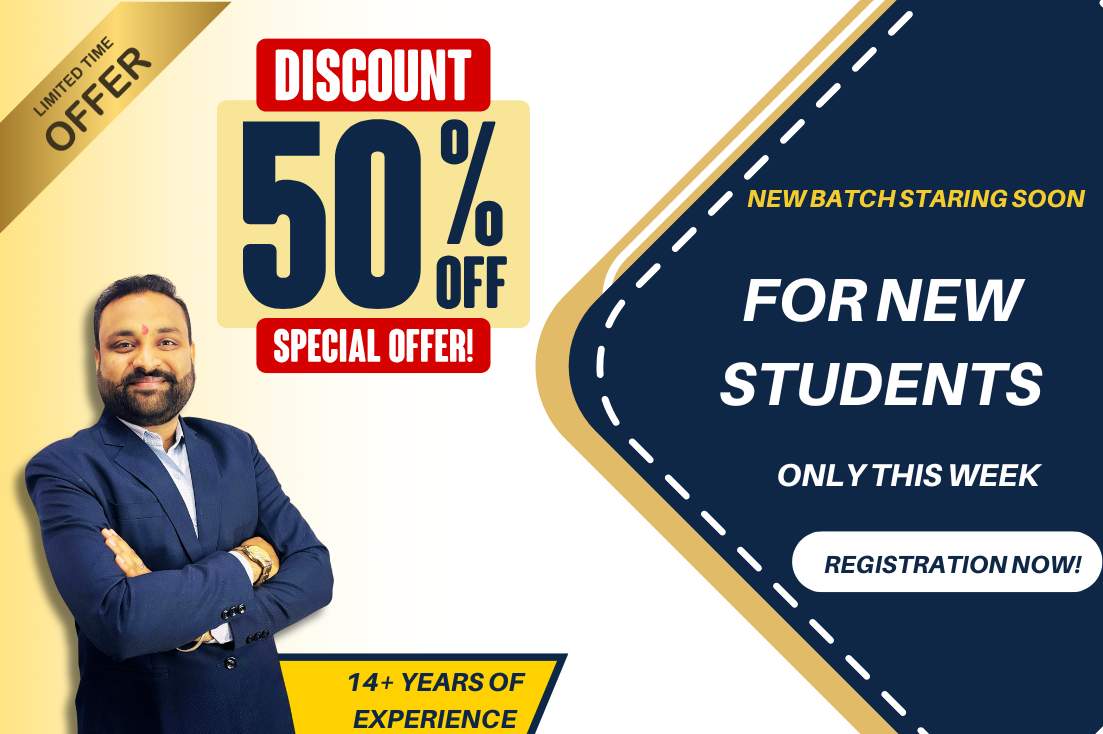 LIMITED TIME
OFFER
DISCOUNT
50%
OFF
SPECIAL OFFER!
NEW BATCH STARING SOON
FOR NEW
STUDENTS
ONLY THIS WEEK
REGISTRATION NOW!
14+ YEARS OF
EXPERIENCE